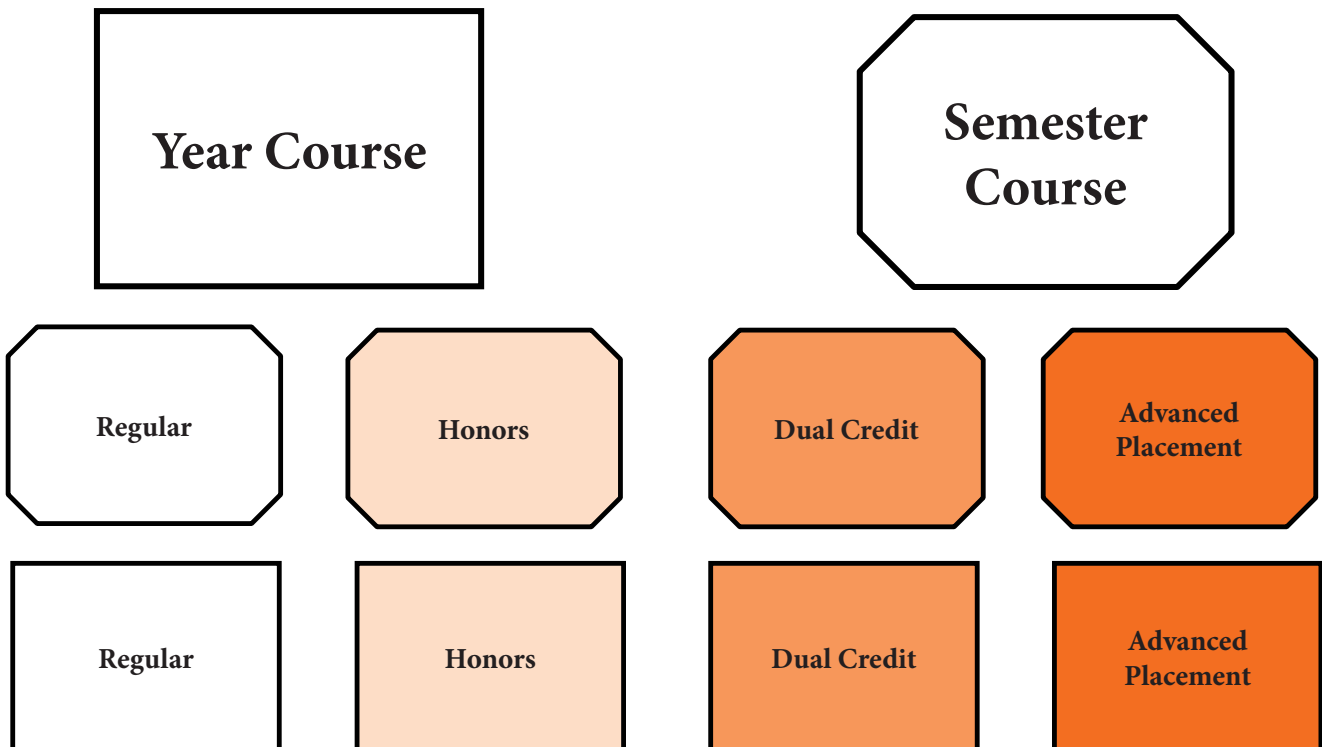 Year Course
Semester
Course
Regular
Honors
Dual Credit
Advanced
Placement
Regular
Honors
Dual Credit
Advanced
Placement